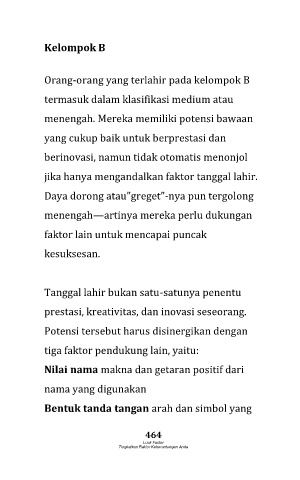 Kelompok B
Orang-orang yang terlahir pada kelompok B
termasuk dalam klasifikasi medium atau
menengah. Mereka memiliki potensi bawaan
yang cukup baik untuk berprestasi dan
berinovasi, namun tidak otomatis menonjol
jika hanya mengandalkan faktor tanggal lahir.
Daya dorong atau”greget”-nya pun tergolong
menengah—artinya mereka perlu dukungan
faktor lain untuk mencapai puncak
kesuksesan.
Tanggal lahir bukan satu-satunya penentu
prestasi, kreativitas, dan inovasi seseorang.
Potensi tersebut harus disinergikan dengan
tiga faktor pendukung lain, yaitu:
Nilai nama makna dan getaran positif dari
nama yang digunakan
Bentuk tanda tangan arah dan simbol yang
464
Tingkatkan Faktor Keberuntungan Anda